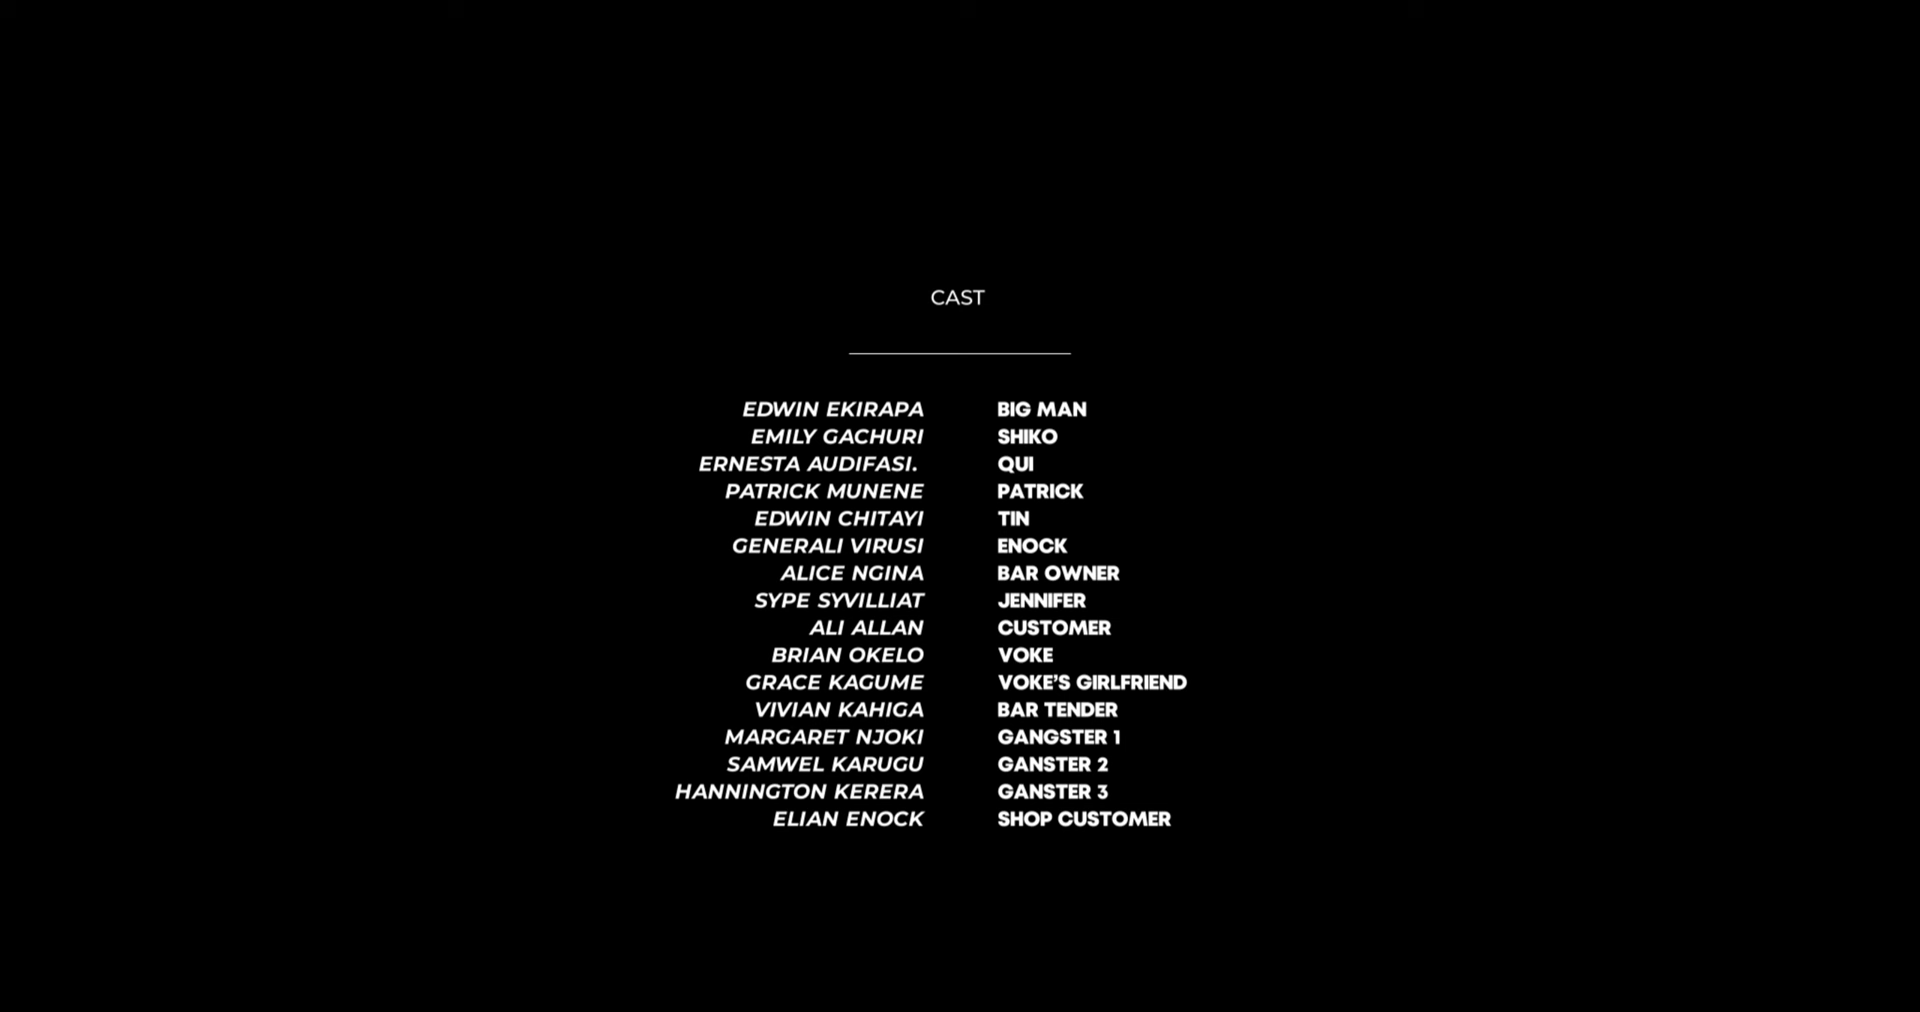 CAST
EDWIN EKIRAPA BIG MAN
EMILY GACHURI SHIKO
ERNESTA AUDIFASI. QUI
PATRICK MUNENE PATRICK
EDWIN CHITAYI TIN
GENERALI VIRUSI ENOCK
ALICE NGINA BAR OWNER
SYPE SYVILLIAT JENNIFER
ALI ALLAN CUSTOMER
BRIAN OKELO VOKE
GRACE KAGUME VOKE’S GIRLFRIEND
VIVIAN KAHIGA BAR TENDER
MARGARET NJOKI GANGSTER 1
SAMWEL KARUGU GANSTER 2
HANNINGTON KERERA GANSTER 3
ELIAN ENOCK SHOP CUSTOMER